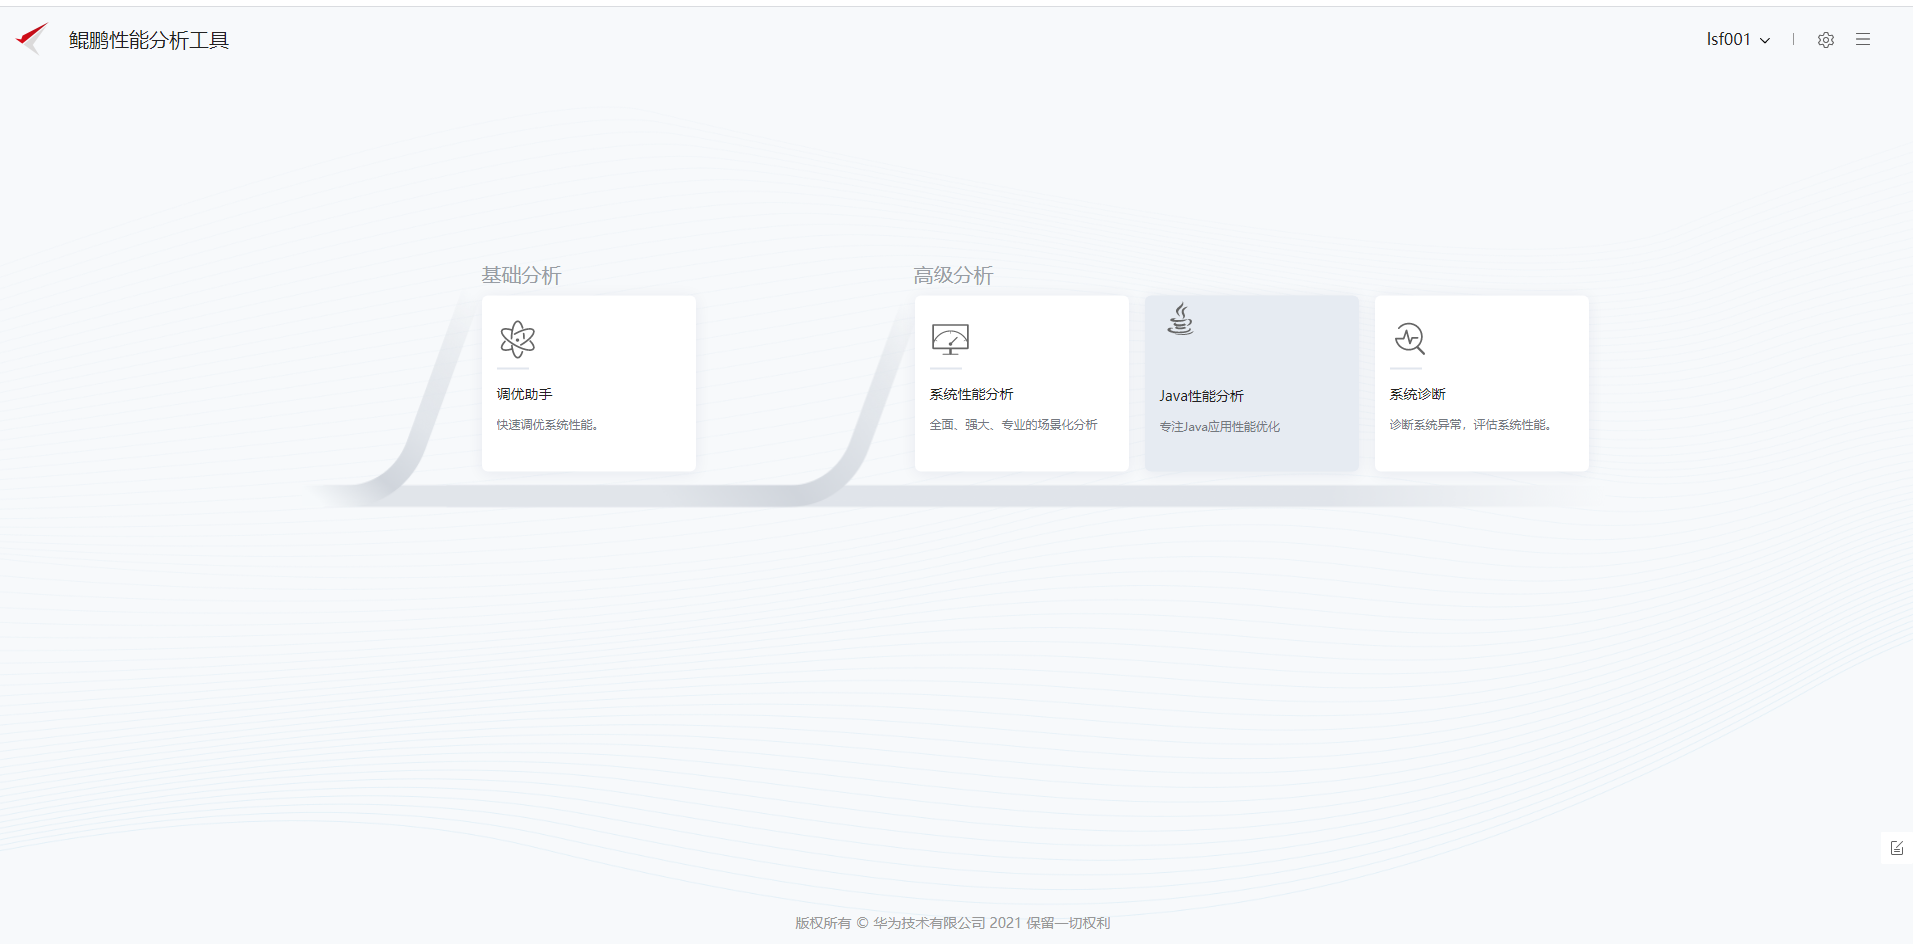 鲲鹏性能分析工具
lsf001
基础分析
调优助手
快速调优系统性能。
高级分析
系统性能分析
全面、强大、专业的场景化分析
Java性能分析
专注Java应用性能优化
系统诊断
诊断系统异常，评估系统性能。
版权所有 © 华为技术有限公司 2021 保留一切权利